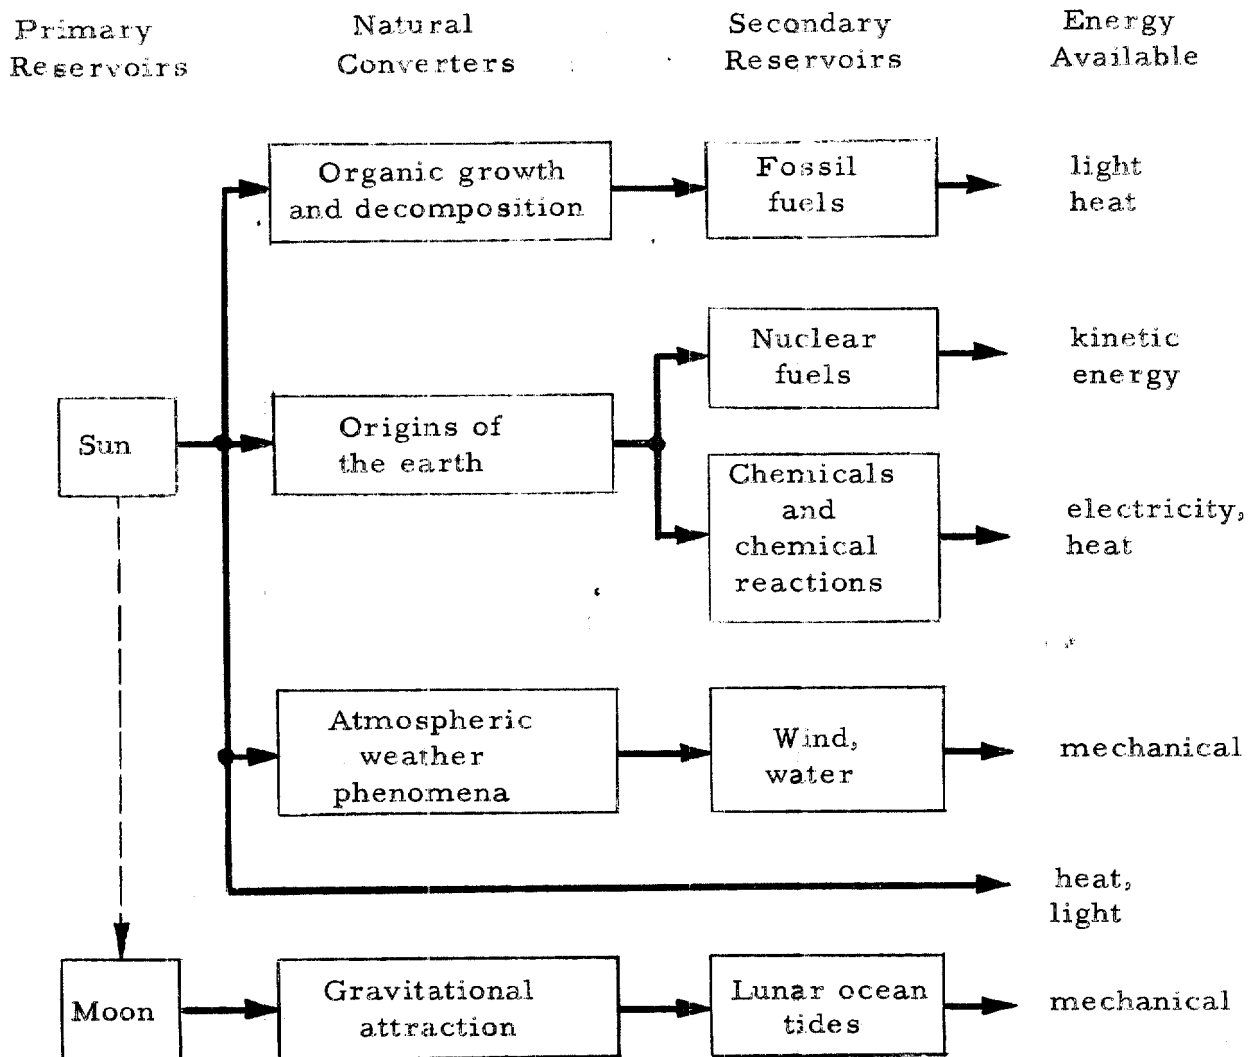 Primary
Reservoirs
Natural
Converters
Secondary
Reservoirs
Energy
Available
Organic growth
and decomposition
Fossil
fuels
light
heat
Sun
Origins of
the earth
Nuclear
fuels
kinetic
energy
Chemicals
and
chemical
reactions
electricity,
heat
Atmospheric
weather
phenomena
Wind,
water
mechanical
heat,
light
Moon
Gravitational
attraction
Lunar ocean
tides
mechanical